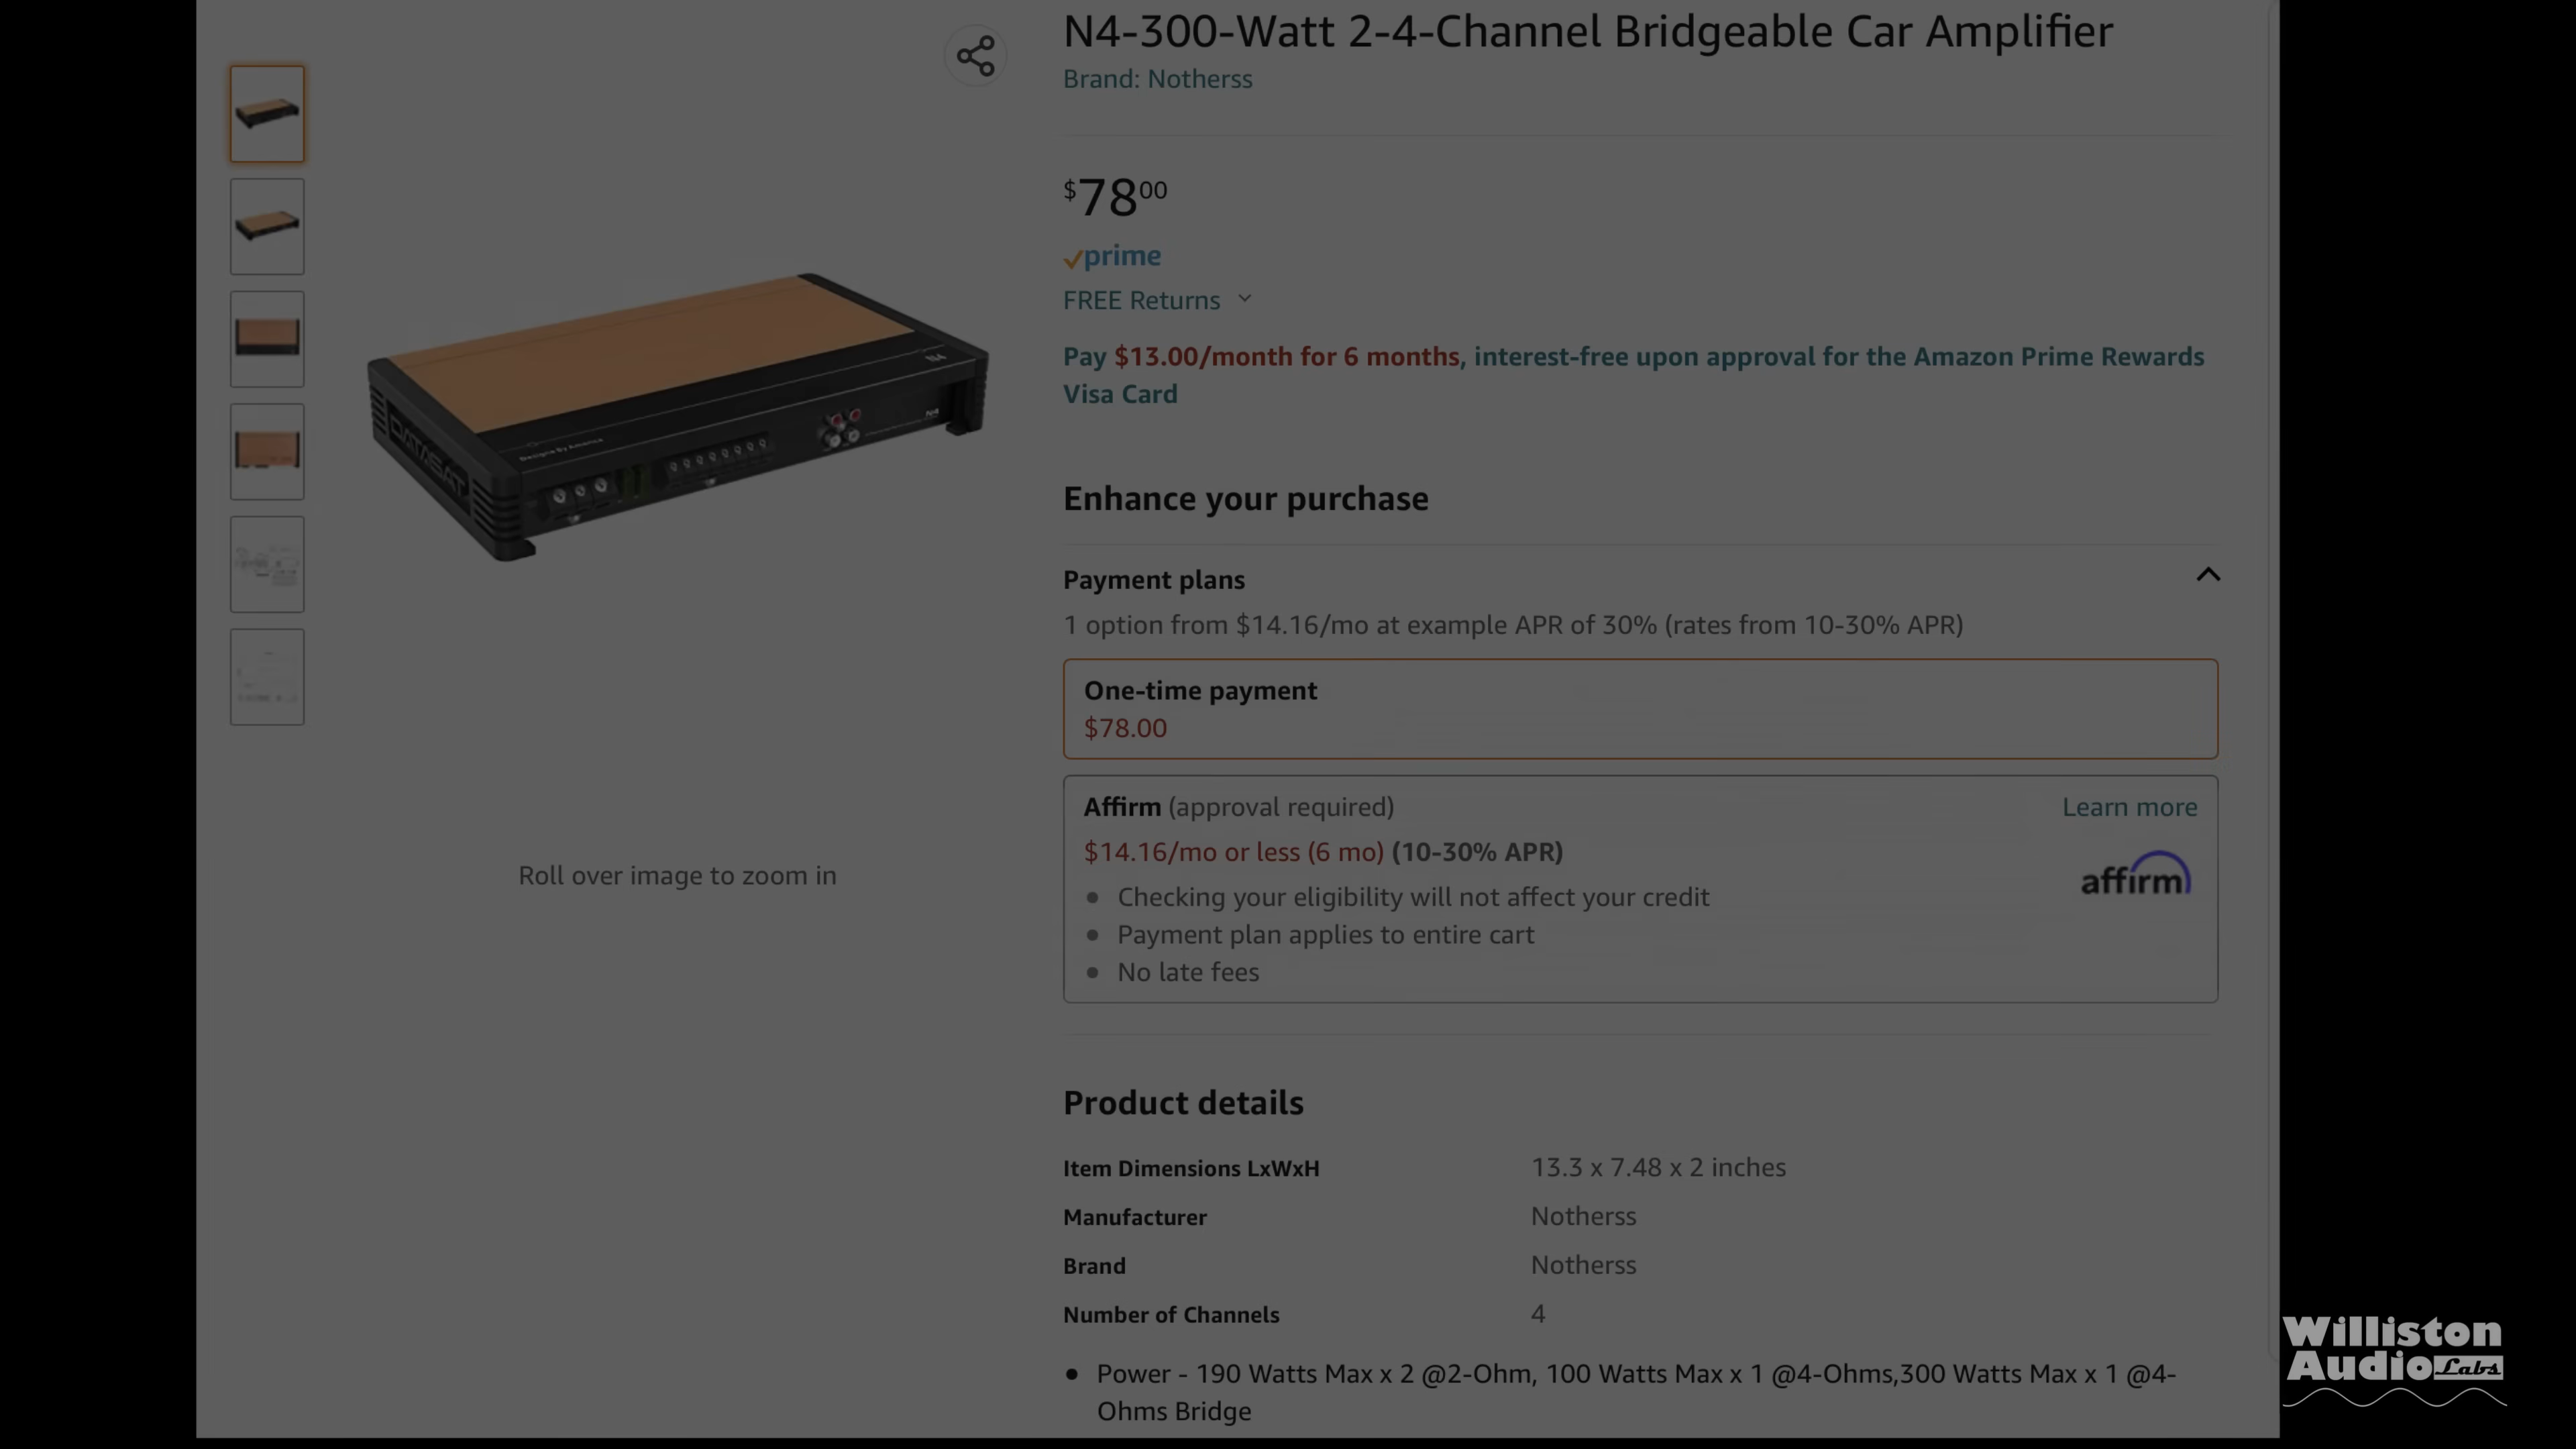 N4-300-Watt 2-4-Channel Bridgeable Car Amplifier
Brand: Notherss
$7800
prime
FREE Returns
Pay $13.00/month for 6 months, interest-free upon approval for the Amazon Prime Rewards
Visa Card
N4
Designe By America
N4
DATASAT
Enhance your purchase
Payment plans
1 option from $14.16/mo at example APR of 30% (rates from 10-30% APR)
One-time payment
$78.00
Affirm (approval required)
Learn more
$14.16/mo or less (6 mo) (10-30% APR)
affirm
Checking your eligibility will not affect your credit
Payment plan applies to entire cart
No late fees
Roll over image to zoom in
Product details
Item Dimensions LxWxH 13.3 x 7.48 x 2 inches
Manufacturer Notherss
Brand Notherss
Number of Channels 4
Power - 190 Watts Max x 2 @2-Ohm, 100 Watts Max x 1 @4-Ohms,300 Watts Max x 1 @4-
Ohms Bridge
Williston
Audio Labs